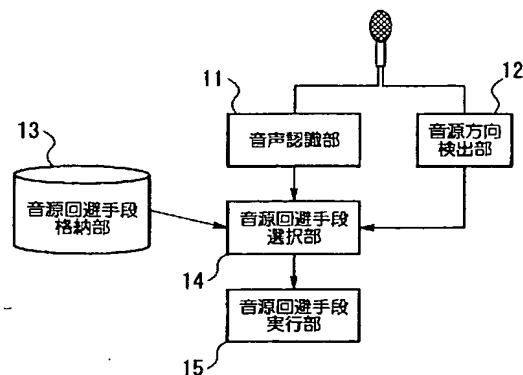 11
12
13
音声認識部
音源方向
検出部
音源回避手段
格納部
音源回避手段
選択部
14
音源回避手段
実行部
15